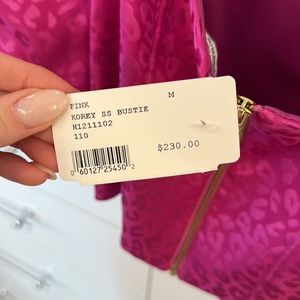 PINK M
KOREY SS BUSTIE
H1211102
110
$230.00
0 60127 25450 2